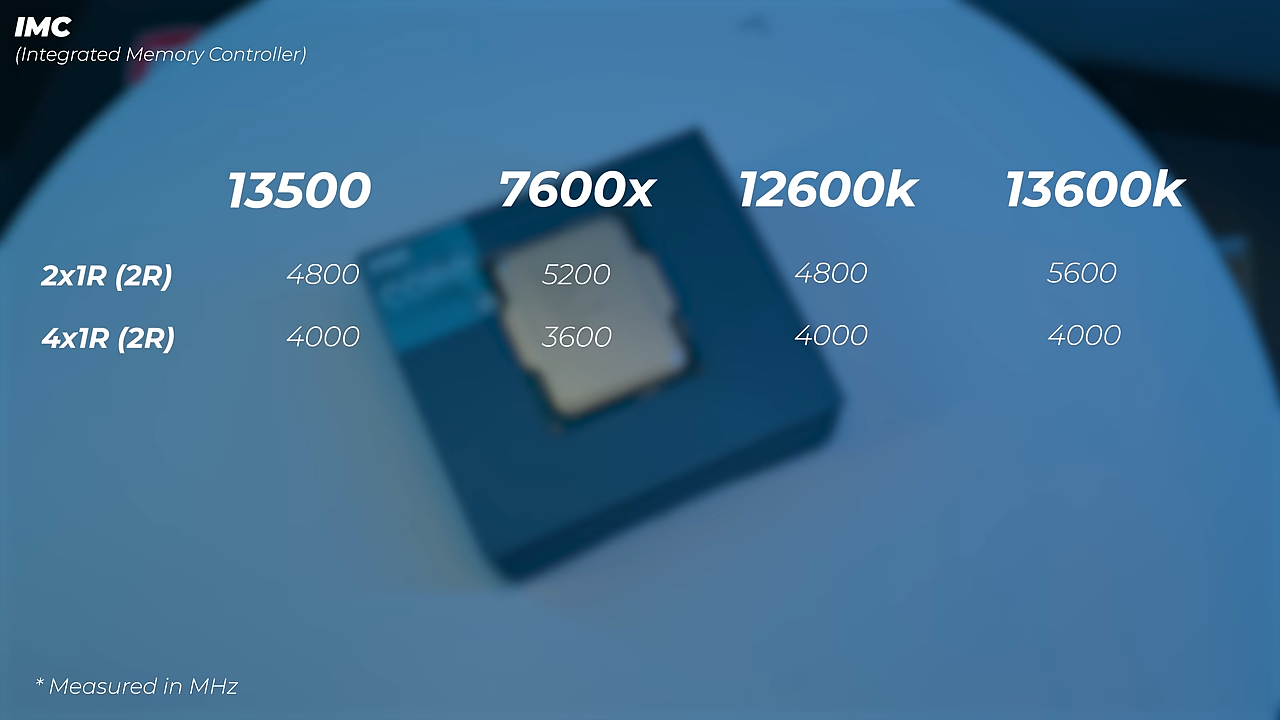 IMC
(Integrated Memory Controller)
13500 7600x 12600k 13600k
2x1R (2R) 4800 5200 4800 5600
4x1R (2R) 4000 3600 4000 4000
* Measured in MHz